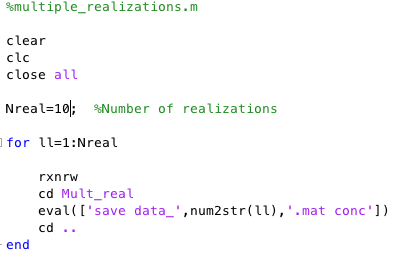 %multiple_realizations.m
clear
clc
close all
Nreal=10;  %Number of realizations
for ll=1:Nreal
    rxnrw
    cd Mult_real
    eval(['save data_',num2str(ll),'.mat conc'])
    cd ..
end